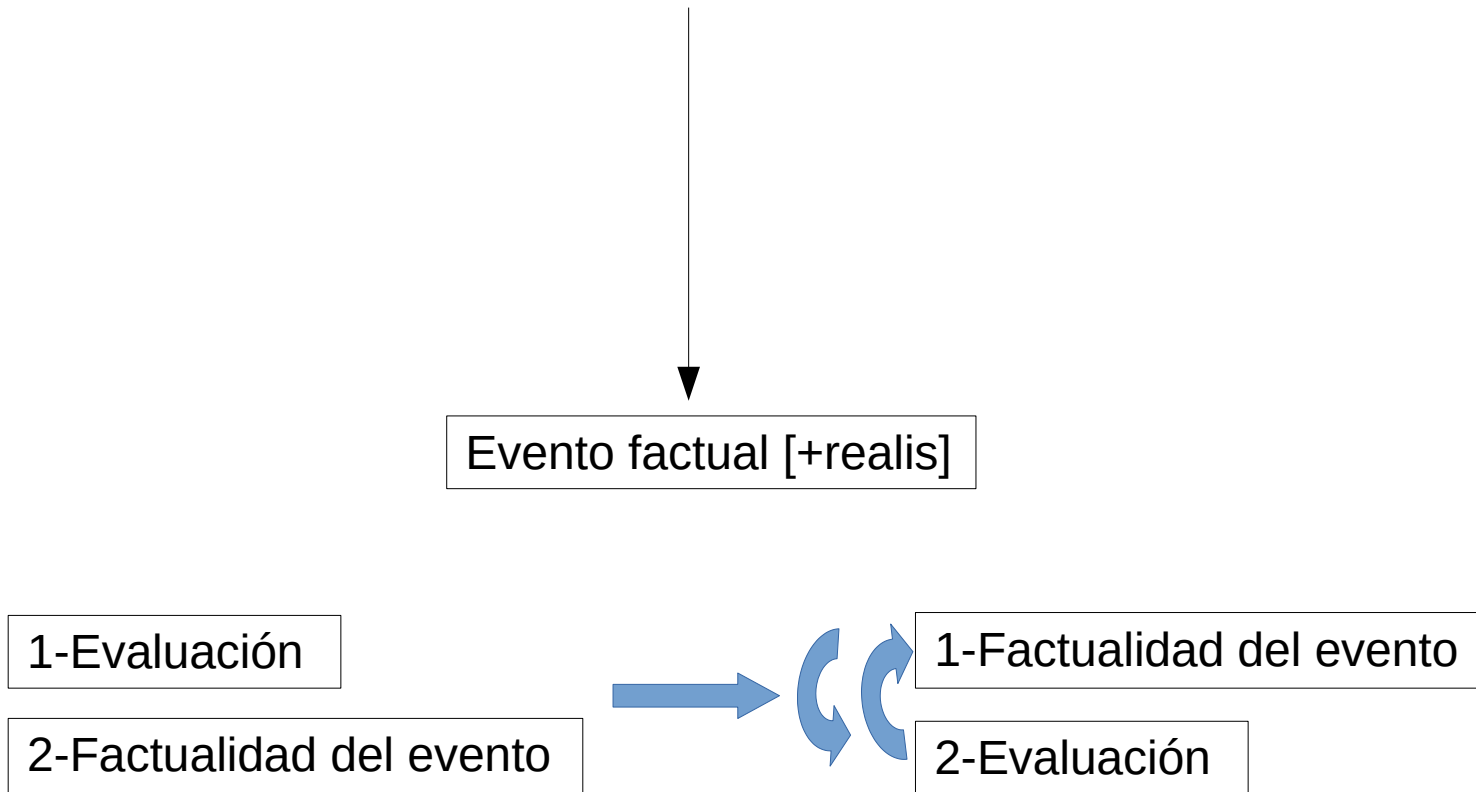 Evento factual [+realis]
1-Evaluación
2-Factualidad del evento
1-Factualidad del evento
2-Evaluación